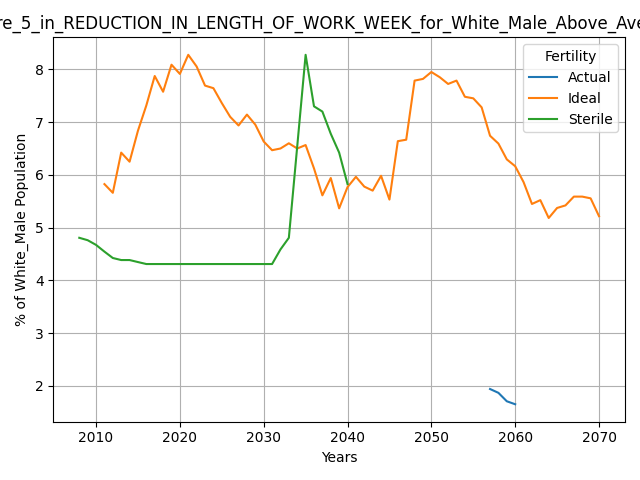 re_5_in_REDUCTION_IN_LENGTH_OF_WORK_WEEK_for_White_Male_Above_Ave
Fertility
Actual
Ideal
Sterile
% of White_Male Population
8
7
6
5
4
3
2
2010 2020 2030 2040 2050 2060 2070
Years